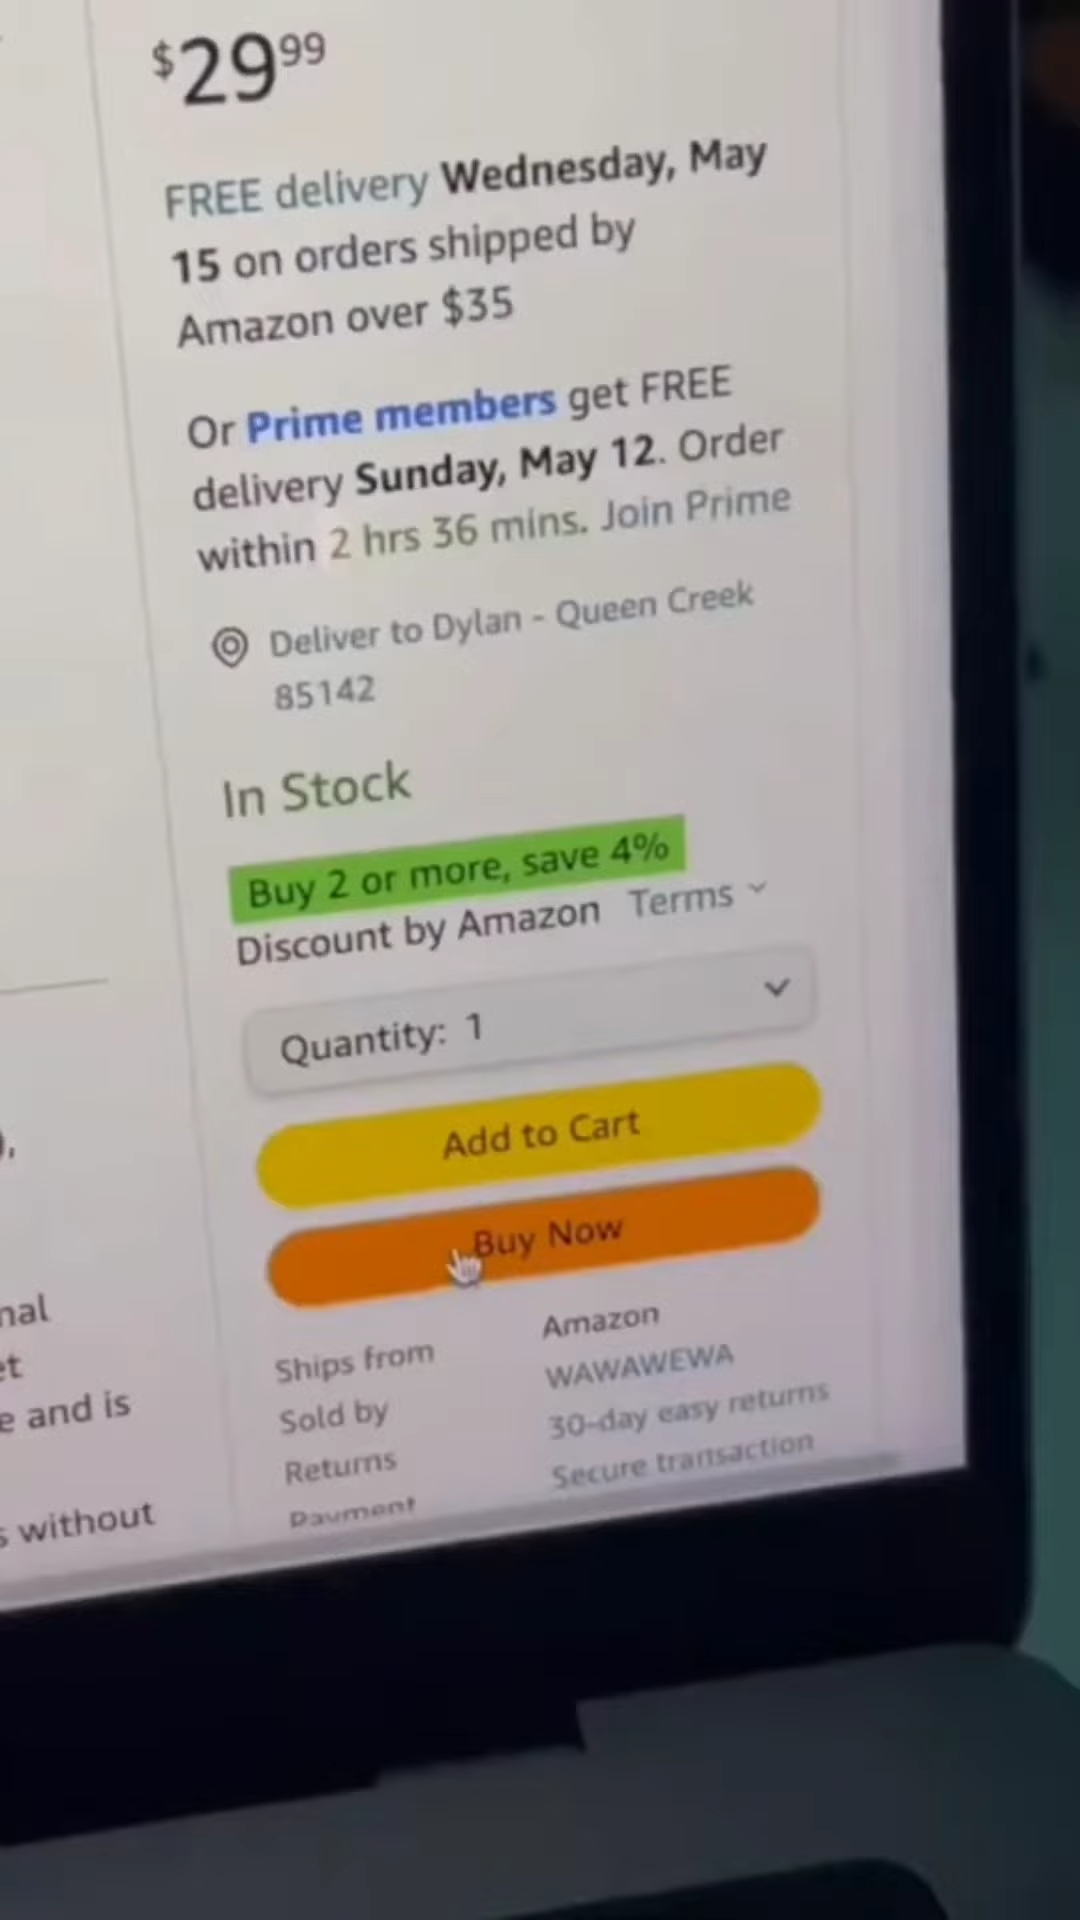 $29 99
FREE delivery Wednesday, May
15 on orders shipped by
Amazon over $35
Or Prime members get FREE
delivery Sunday, May 12. Order
within 2 hrs 36 mins. Join Prime
Deliver to Dylan - Queen Creek
85142
In Stock
Buy 2 or more, save 4%
Discount by Amazon Terms
Quantity: 1
Add to Cart
Buy Now
Ships from Amazon
Sold by WAWAWEWA
Returns 30-day easy returns
Payment Secure transaction
nal
et
e and is
s without